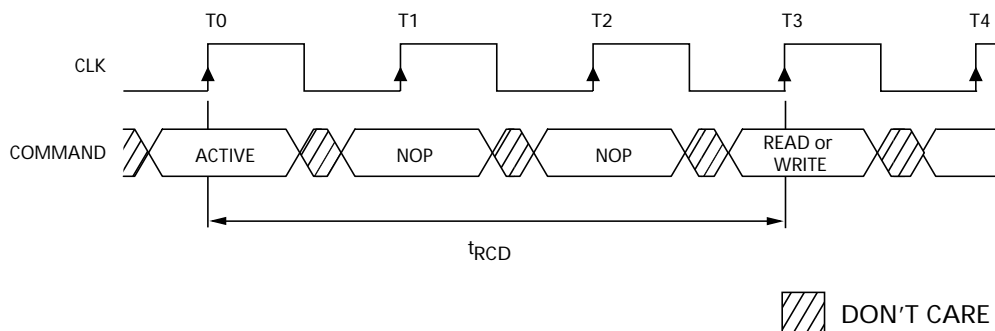 T0 T1 T2 T3 T4
CLK
COMMAND ACTIVE NOP NOP READ or
WRITE
tRCD
DON'T CARE